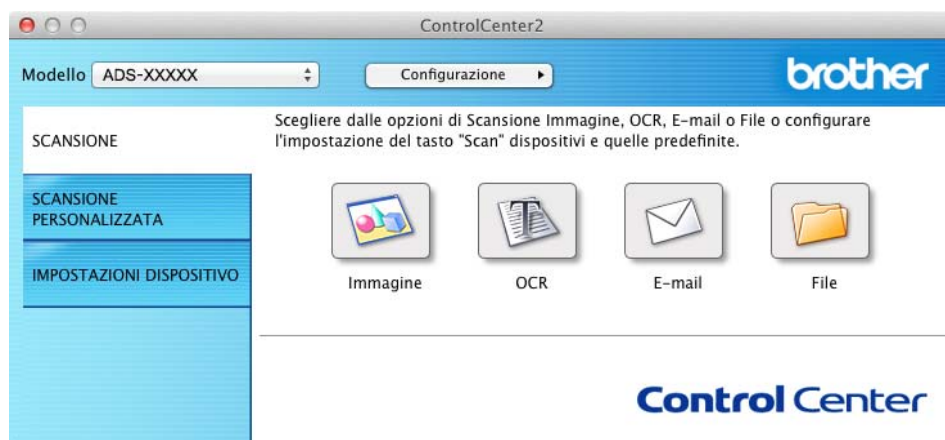 ControlCenter2
Modello ADS-XXXXX Configurazione brother
SCANSIONE
SCANSIONE
PERSONALIZZATA
IMPOSTAZIONI DISPOSITIVO
Scegliere dalle opzioni di Scansione Immagine, OCR, E-mail o File o configurare
l'impostazione del tasto "Scan" dispositivi e quelle predefinite.
Immagine OCR E-mail File
Control Center